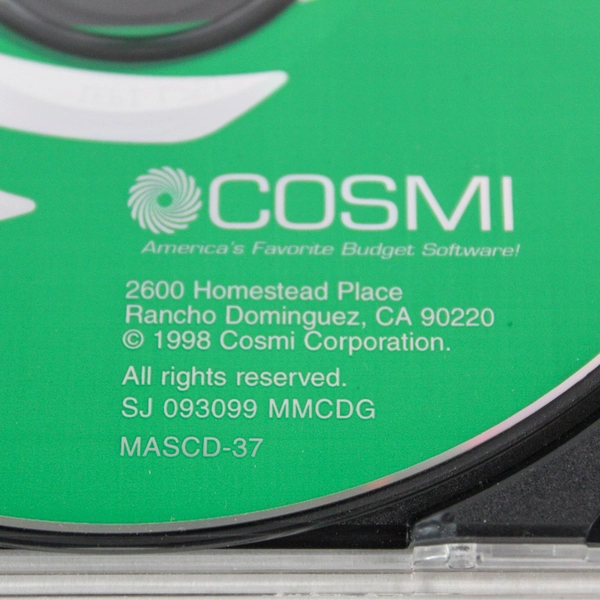 COSMI
America's Favorite Budget Software!
2600 Homestead Place
Rancho Dominguez, CA 90220
© 1998 Cosmi Corporation.
All rights reserved.
SJ 093099 MMCDG
MASCD-37